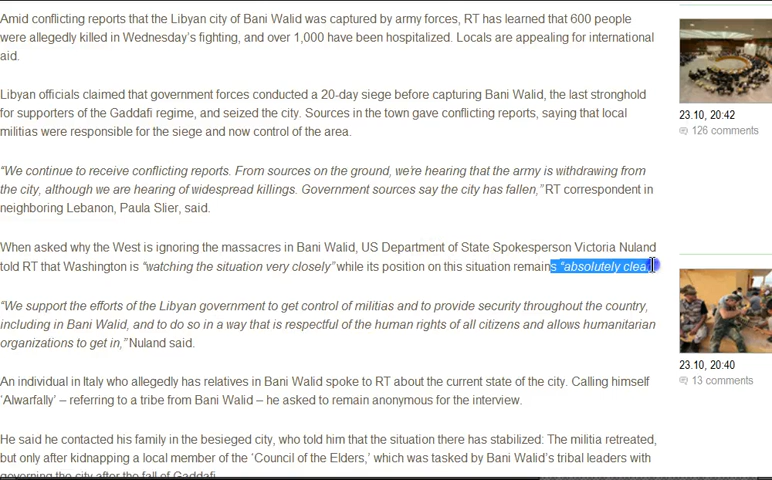 Amid conflicting reports that the Libyan city of Bani Walid was captured by army forces, RT has learned that 600 people
were allegedly killed in Wednesday's fighting, and over 1,000 have been hospitalized. Locals are appealing for international
aid.
Libyan officials claimed that government forces conducted a 20-day siege before capturing Bani Walid, the last stronghold
for supporters of the Gaddafi regime, and seized the city. Sources in the town gave conflicting reports, saying that local
militias were responsible for the siege and now control of the area.
“We continue to receive conflicting reports. From sources on the ground, we're hearing that the army is withdrawing from
the city, although we are hearing of widespread killings. Government sources say the city has fallen,” RT correspondent in
neighboring Lebanon, Paula Slier, said.
When asked why the West is ignoring the massacres in Bani Walid, US Department of State Spokesperson Victoria Nuland
told RT that Washington is “watching the situation very closely” while its position on this situation remains “absolutely clear.
“We support the efforts of the Libyan government to get control of militias and to provide security throughout the country,
including in Bani Walid, and to do so in a way that is respectful of the human rights of all citizens and allows humanitarian
organizations to get in,” Nuland said.
An individual in Italy who allegedly has relatives in Bani Walid spoke to RT about the current state of the city. Calling himself
‘Alwarfally’ – referring to a tribe from Bani Walid – he asked to remain anonymous for the interview.
He said he contacted his family in the besieged city, who told him that the situation there has stabilized: The militia retreated,
but only after kidnapping a local member of the ‘Council of the Elders,’ which was tasked by Bani Walid's tribal leaders with
governing the city after the fall of Gaddafi.
23.10, 20:42
126 comments
23.10, 20:40
13 comments